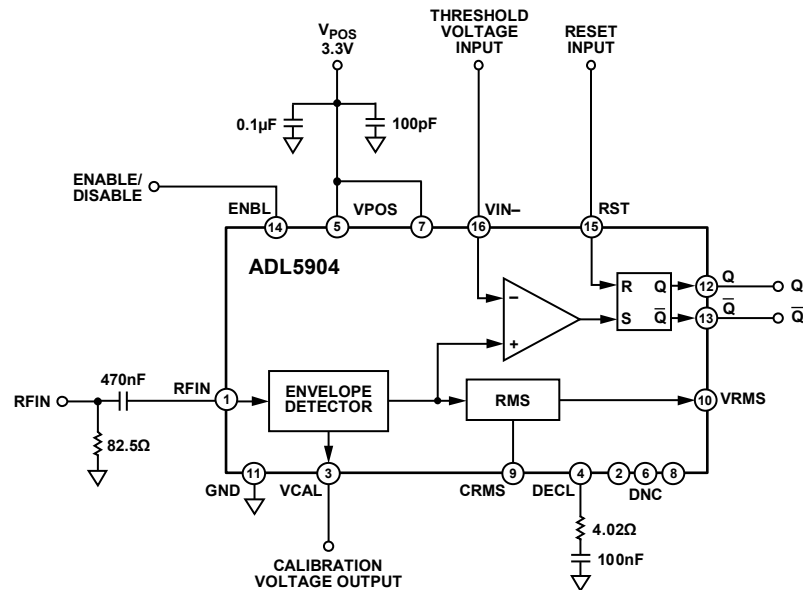 THRESHOLD
VOLTAGE
INPUT
RESET
INPUT
VPOS
3.3V
0.1µF
100pF
ENABLE/
DISABLE
ENBL
VPOS
VIN–
RST
14
5
7
16
15
ADL5904
R
Q
S
Q̅
–
+
12
Q
Q
13
Q̅
Q̅
470nF
RFIN
RFIN
1
82.5Ω
ENVELOPE
DETECTOR
RMS
10
VRMS
11
3
9
4
2
6
8
GND
VCAL
CRMS
DECL
DNC
4.02Ω
100nF
CALIBRATION
VOLTAGE OUTPUT